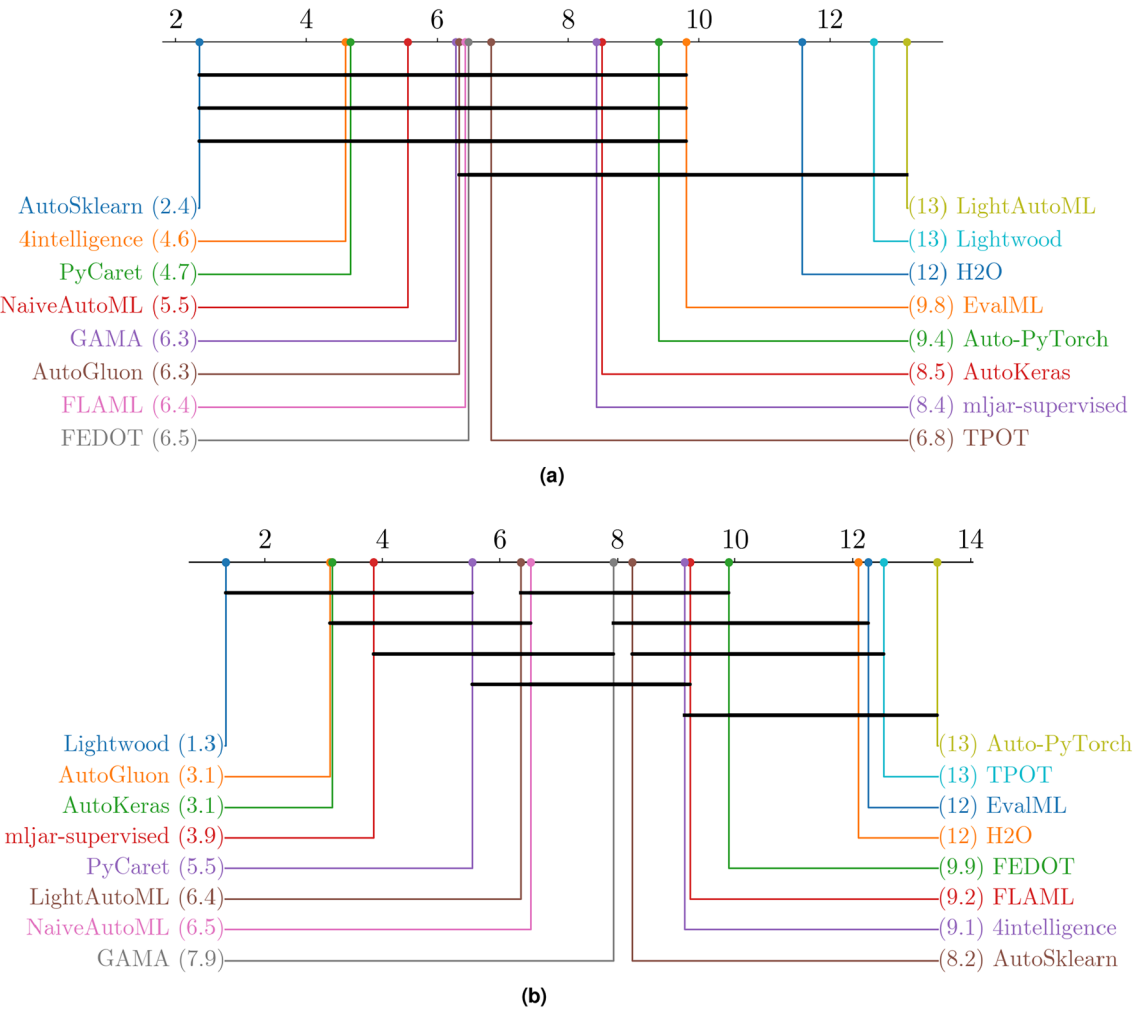 2 4 6 8 10 12
AutoSklearn (2.4) (13) LightAutoML
4intelligence (4.6) (13) Lightwood
PyCaret (4.7) (12) H2O
NaiveAutoML (5.5) (9.8) EvalML
GAMA (6.3) (9.4) Auto-PyTorch
AutoGluon (6.3) (8.5) AutoKeras
FLAML (6.4) (8.4) mljar-supervised
FEDOT (6.5) (6.8) TPOT
(a)
2 4 6 8 10 12 14
Lightwood (1.3) (13) Auto-PyTorch
AutoGluon (3.1) (13) TPOT
AutoKeras (3.1) (12) EvalML
mljar-supervised (3.9) (12) H2O
PyCaret (5.5) (9.9) FEDOT
LightAutoML (6.4) (9.2) FLAML
NaiveAutoML (6.5) (9.1) 4intelligence
GAMA (7.9) (8.2) AutoSklearn
(b)